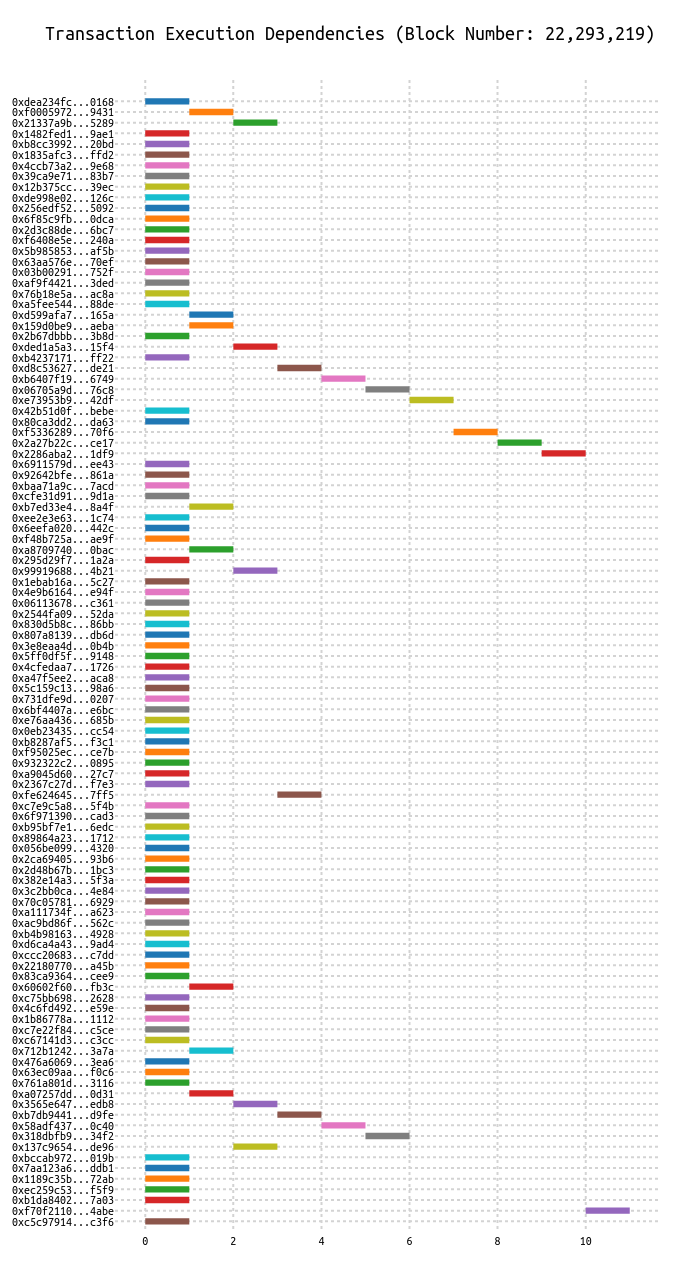 Transaction Execution Dependencies (Block Number: 22,293,219)
0xdea234fc...0168
0xf0005972...9431
0x21337a9b...5289
0x1482fed1...9ae1
0xb8cc3992...20bd
0x1835afc3...ffd2
0x4ccb73a2...9e68
0x39ca9e71...83b7
0x12b375cc...39ec
0xde998e02...126c
0x256edf52...5092
0x6f85c9fb...0dca
0x2d3c88de...6bc7
0xf6408e5e...240a
0x5b985853...af5b
0x63aa576e...70ef
0x03b00291...752f
0xaf9f4421...3ded
0x76b18e5a...ac8a
0xa5fee544...88de
0xd599afa7...165a
0x159d0be9...aeba
0x2b67dbbb...3b8d
0xded1a5a3...15f4
0xb4237171...ff22
0xd8c53627...de21
0xb6407f19...6749
0x06705a9d...76c8
0xe73953b9...42df
0x42b51d0f...bebe
0x80ca3dd2...da63
0xf5336289...70f6
0x2a27b22c...ce17
0x2286aba2...1df9
0x6911579d...ee43
0x92642bfe...861a
0xbaa71a9c...7acd
0xcfe31d91...9d1a
0xb7ed33e4...8a4f
0xee2e3e63...1c74
0x6eefa020...442c
0xf48b725a...ae9f
0xa8709740...0bac
0x295d29f7...1a2a
0x99919688...4b21
0x1ebab16a...5c27
0x4e9b6164...e94f
0x06113678...c361
0x2544fa09...52da
0x830d5b8c...86bb
0x807a8139...db6d
0x3e8eaa4d...0b4b
0x5ff0df5f...9148
0x4cfedaa7...1726
0xa47f5ee2...aca8
0x5c159c13...98a6
0x731dfe9d...0207
0x6bf4407a...e6bc
0xe76aa436...685b
0x0eb23435...cc54
0xb8287af5...f3c1
0xf95025ec...ce7b
0x932322c2...0895
0xa9045d60...27c7
0x2367c27d...f7e3
0xfe624645...7ff5
0xc7e9c5a8...5f4b
0x6f971390...cad3
0xb95bf7e1...6edc
0x89864a23...1712
0x056be099...4320
0x2ca69405...93b6
0x2d48b67b...1bc3
0x382e14a3...5f3a
0x3c2bb0ca...4e84
0x70c05781...6929
0xa111734f...a623
0xac9bd86f...562c
0xb4b98163...4928
0xd6ca4a43...9ad4
0xccc20683...c7dd
0x22180770...a45b
0x83ca9364...cee9
0x60602f60...fb3c
0xc75bb698...2628
0x4c6fd492...e59e
0x1b86778a...1112
0xc7e22f84...c5ce
0xc67141d3...c3cc
0x712b1242...3a7a
0x476a6069...3ea6
0x63ec09aa...f0c6
0x761a801d...3116
0xa07257dd...0d31
0x3565e647...edb8
0xb7db9441...d9fe
0x58adf437...0c40
0x318dbfb9...34f2
0x137c9654...de96
0xbccab972...019b
0x7aa123a6...ddb1
0x1189c35b...72ab
0xec259c53...f5f9
0xb1da8402...7a03
0xf70f2110...4abe
0xc5c97914...c3f6
0 2 4 6 8 10